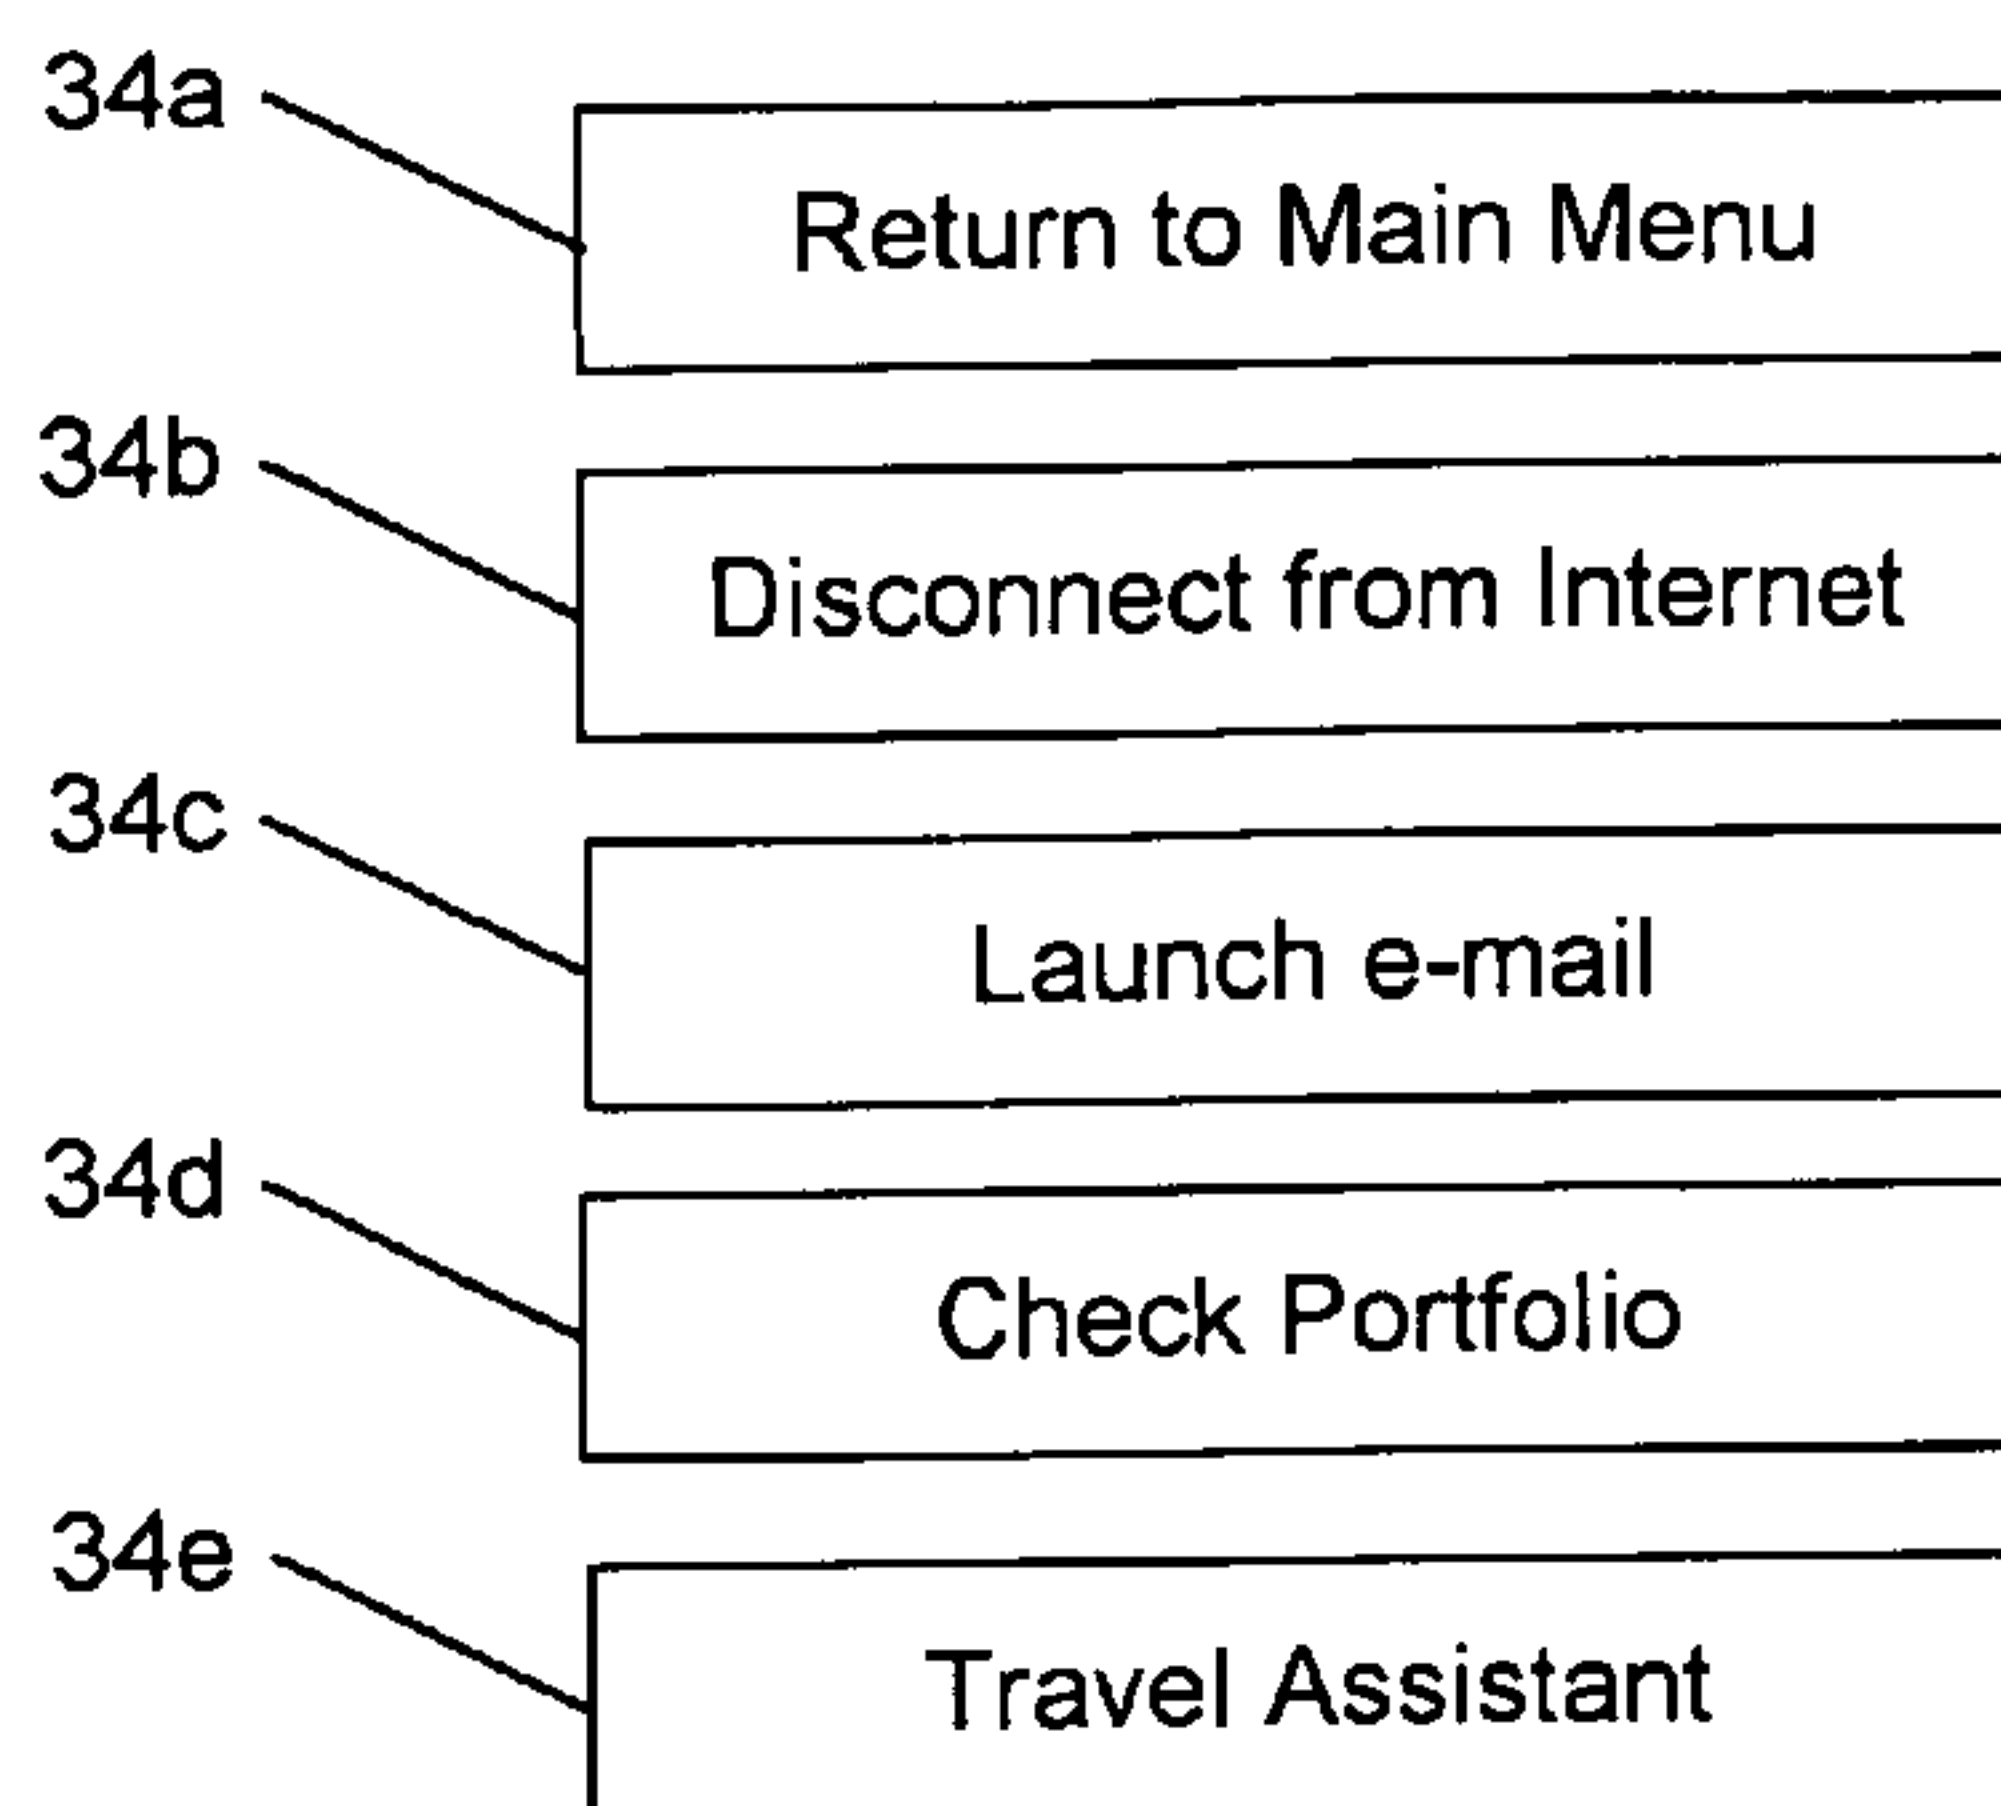 34a
Return to Main Menu
34b
Disconnect from Internet
34c
Launch e-mail
34d
Check Portfolio
34e
Travel Assistant